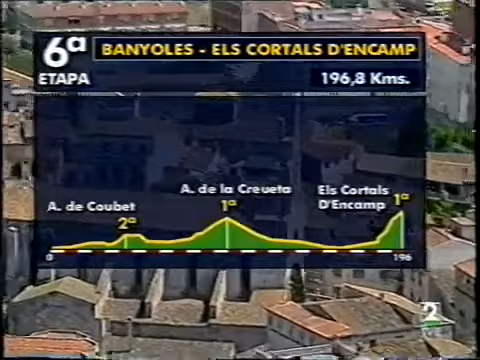 6ª
ETAPA
BANYOLES - ELS CORTALS D'ENCAMP
196,8 Kms.
A. de Coubet
2ª
A. de la Creueta
1ª
Els Cortals
D'Encamp 1ª
0
196
2